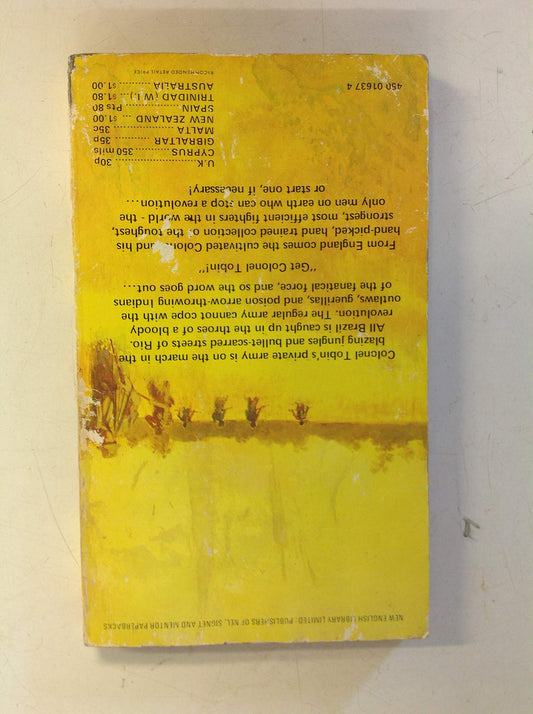 NEW ENGLISH LIBRARY LIMITED: PUBLISHERS OF NEL, SIGNET AND MENTOR PAPERBACKS
Colonel Tobin's private army is on the march in the
blazing jungles and bullet-scarred streets of Rio.
All Brazil is caught up in the throes of a bloody
revolution. The regular army cannot cope with the
outlaws, guerillas, and poison arrow-throwing Indians
of the fanatical force, and so the word goes out....
"Get Colonel Tobin!"
From England comes the cultivated Colonel and his
hand-picked, hand trained collection of the toughest,
strongest, most efficient fighters in the world - the
only men on earth who can stop a revolution....
or start one, if necessary!
U.K. .................... 30p
CYPRUS ......... 350 mils
GIBRALTAR ......... 35p
MALTA ............... 35c
NEW ZEALAND ... $1.00
SPAIN ............... Pts 80
TRINIDAD (W.I.) ... $1.80
AUSTRALIA ......... $1.00
RECOMMENDED RETAIL PRICE
450 01637 4